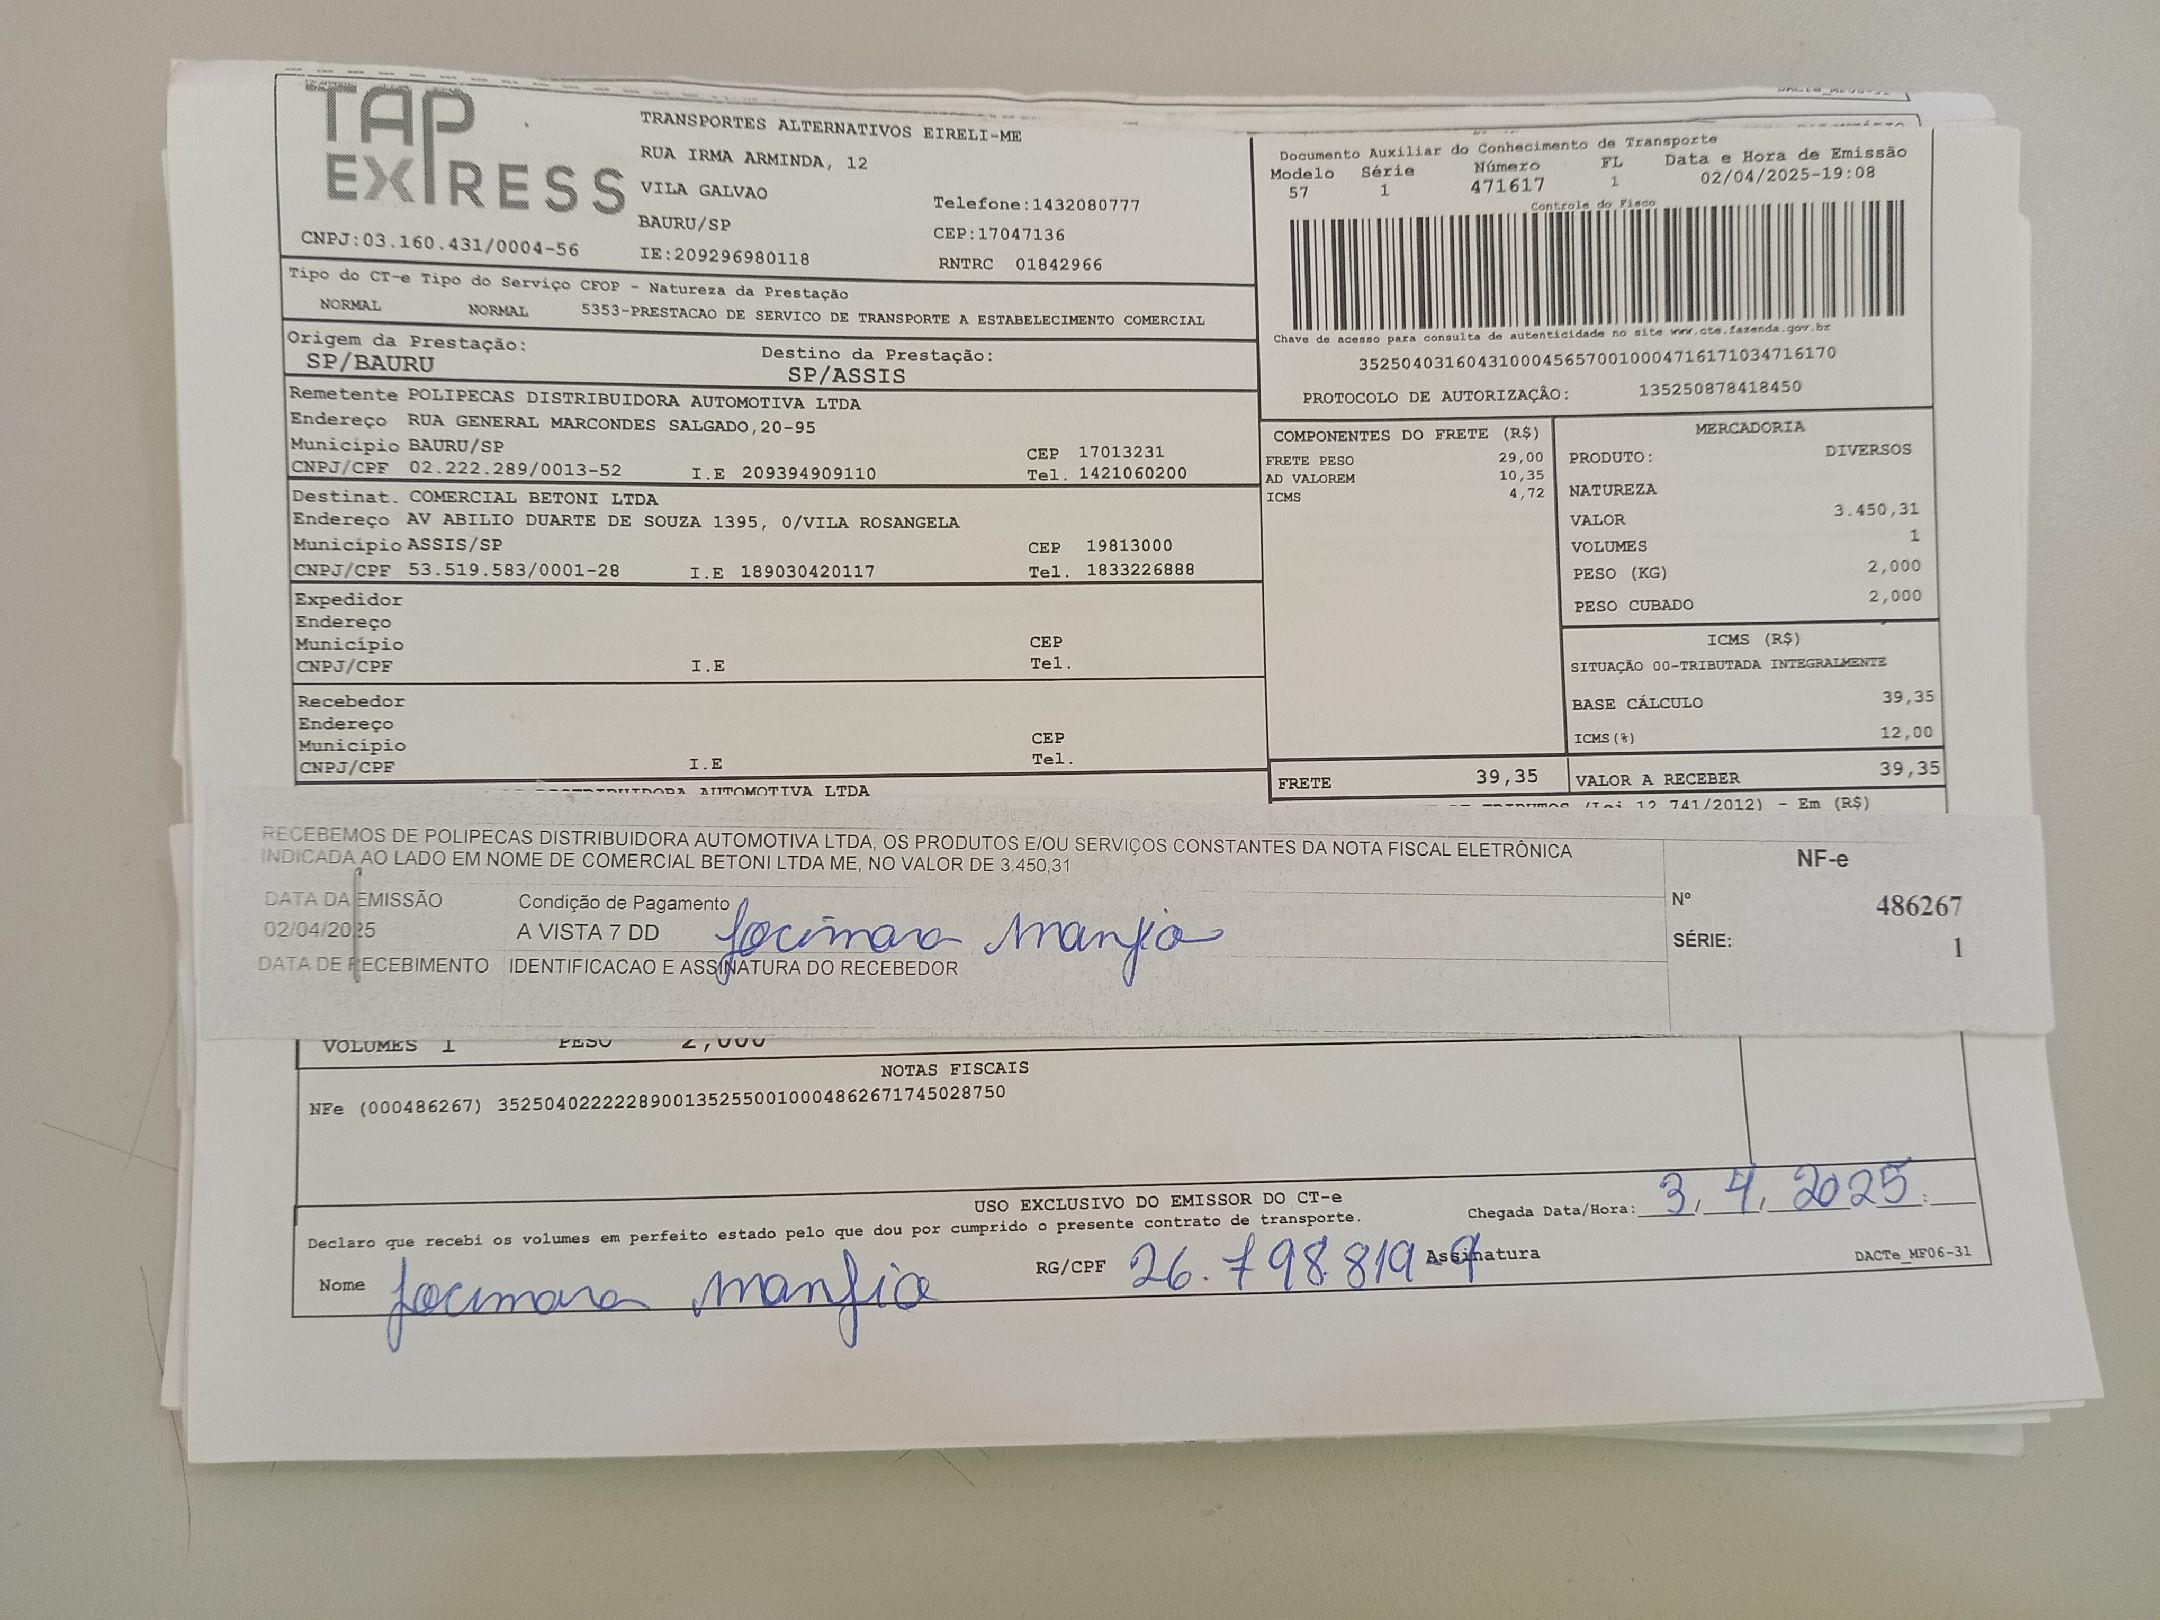 TAP
EXPRESS
TRANSPORTES ALTERNATIVOS EIRELI-ME
RUA IRMA ARMINDA, 12
VILA GALVAO
BAURU/SP
Telefone:1432080777
CEP:17047136
CNPJ:03.160.431/0004-56
IE:209296980118
RNTRC 01842966
Documento Auxiliar do Conhecimento de Transporte
Modelo Série Número FL Data e Hora de Emissão
57 1 471617 1 02/04/2025-19:08
Controle do Fisco
Chave de acesso para consulta de autenticidade no site www.cte.fazenda.gov.br
35250403160431000456570010004716171034716170
PROTOCOLO DE AUTORIZAÇÃO: 135250878418450
Tipo do CT-e Tipo do Serviço CFOP - Natureza da Prestação
NORMAL NORMAL 5353-PRESTACAO DE SERVICO DE TRANSPORTE A ESTABELECIMENTO COMERCIAL
Origem da Prestação: Destino da Prestação:
SP/BAURU SP/ASSIS
Remetente POLIPECAS DISTRIBUIDORA AUTOMOTIVA LTDA
Endereço RUA GENERAL MARCONDES SALGADO,20-95
Município BAURU/SP CEP 17013231
CNPJ/CPF 02.222.289/0013-52 I.E 209394909110 Tel. 1421060200
Destinat. COMERCIAL BETONI LTDA
Endereço AV ABILIO DUARTE DE SOUZA 1395, 0/VILA ROSANGELA
Município ASSIS/SP CEP 19813000
CNPJ/CPF 53.519.583/0001-28 I.E 189030420117 Tel. 1833226888
Expedidor
Endereço
Município CEP
CNPJ/CPF I.E Tel.
Recebedor
Endereço
Município CEP
CNPJ/CPF I.E Tel.
COMPONENTES DO FRETE (R$)
FRETE PESO 29,00
AD VALOREM 10,35
ICMS 4,72
MERCADORIA
PRODUTO: DIVERSOS
NATUREZA
VALOR 3.450,31
VOLUMES 1
PESO (KG) 2,000
PESO CUBADO 2,000
ICMS (R$)
SITUAÇÃO 00-TRIBUTADA INTEGRALMENTE
BASE CÁLCULO 39,35
ICMS(%) 12,00
FRETE 39,35 VALOR A RECEBER 39,35
DISTRIBUIDORA AUTOMOTIVA LTDA
DE TRIBUTOS (Lei 12.741/2012) - Em (R$)
RECEBEMOS DE POLIPECAS DISTRIBUIDORA AUTOMOTIVA LTDA, OS PRODUTOS E/OU SERVIÇOS CONSTANTES DA NOTA FISCAL ELETRÔNICA
INDICADA AO LADO EM NOME DE COMERCIAL BETONI LTDA ME, NO VALOR DE 3.450,31
DATA DA EMISSÃO Condição de Pagamento
02/04/2025 A VISTA 7 DD Jocimara Manfio
DATA DE RECEBIMENTO IDENTIFICACAO E ASSINATURA DO RECEBEDOR
NF-e
Nº 486267
SÉRIE: 1
VOLUMES 1 PESO 2,000
NOTAS FISCAIS
NFe (000486267) 35250402222289001352550010004862671745028750
USO EXCLUSIVO DO EMISSOR DO CT-e
Declaro que recebi os volumes em perfeito estado pelo que dou por cumprido o presente contrato de transporte.
Chegada Data/Hora: 3, 4, 2025 :
Nome Jocimara Manfio RG/CPF 26.798.819-9 Assinatura
DACTe_MF06-31